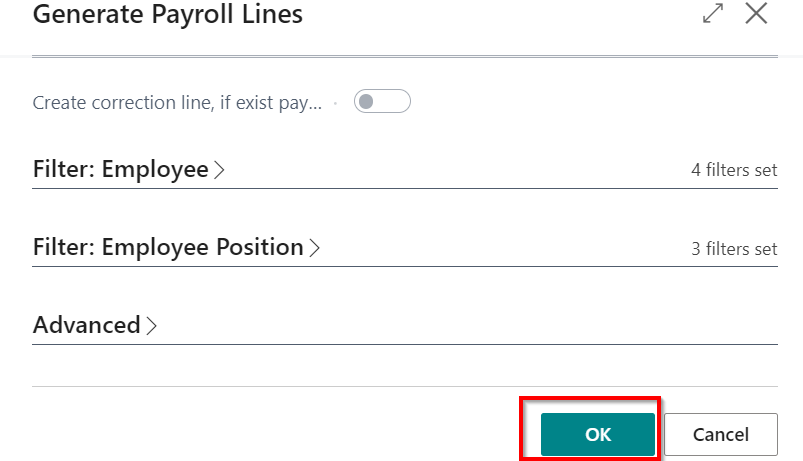 Generate Payroll Lines
Create correction line, if exist pay...
Filter: Employee
4 filters set
Filter: Employee Position
3 filters set
Advanced
OK
Cancel